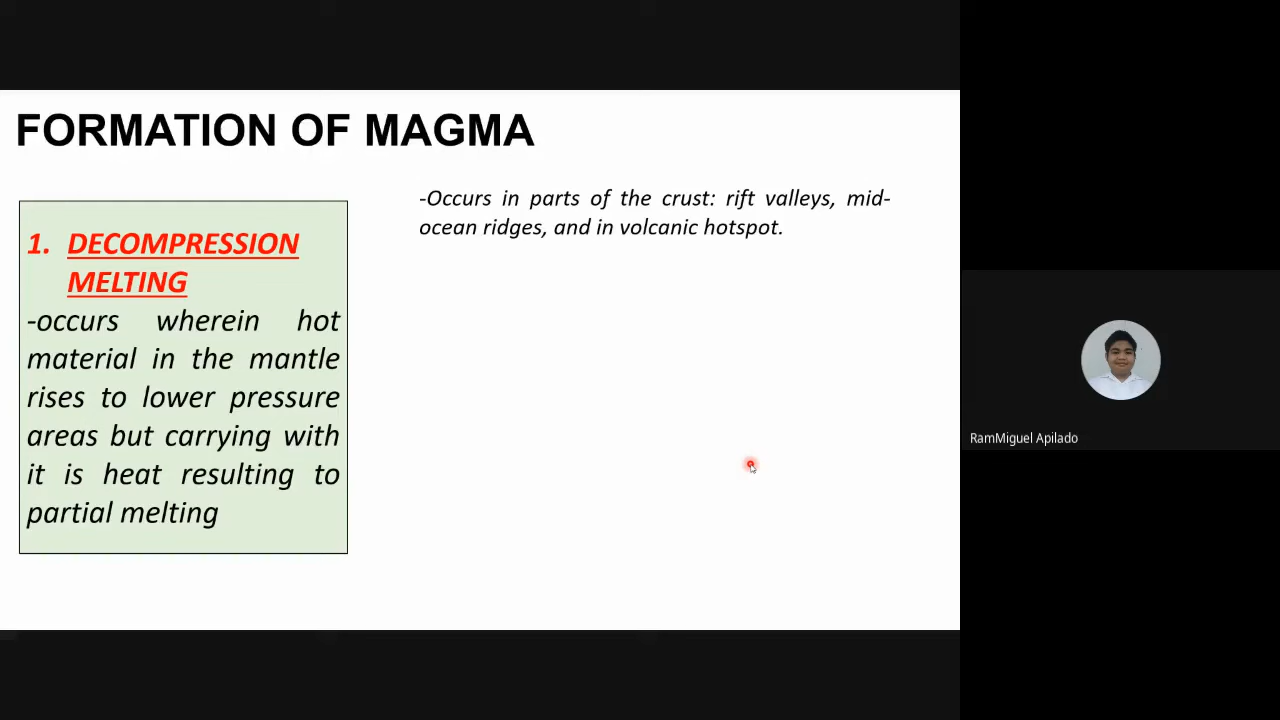 FORMATION OF MAGMA
1. DECOMPRESSION
MELTING
-occurs wherein hot
material in the mantle
rises to lower pressure
areas but carrying with
it is heat resulting to
partial melting
-Occurs in parts of the crust: rift valleys, mid-
ocean ridges, and in volcanic hotspot.
RamMiguel Apilado